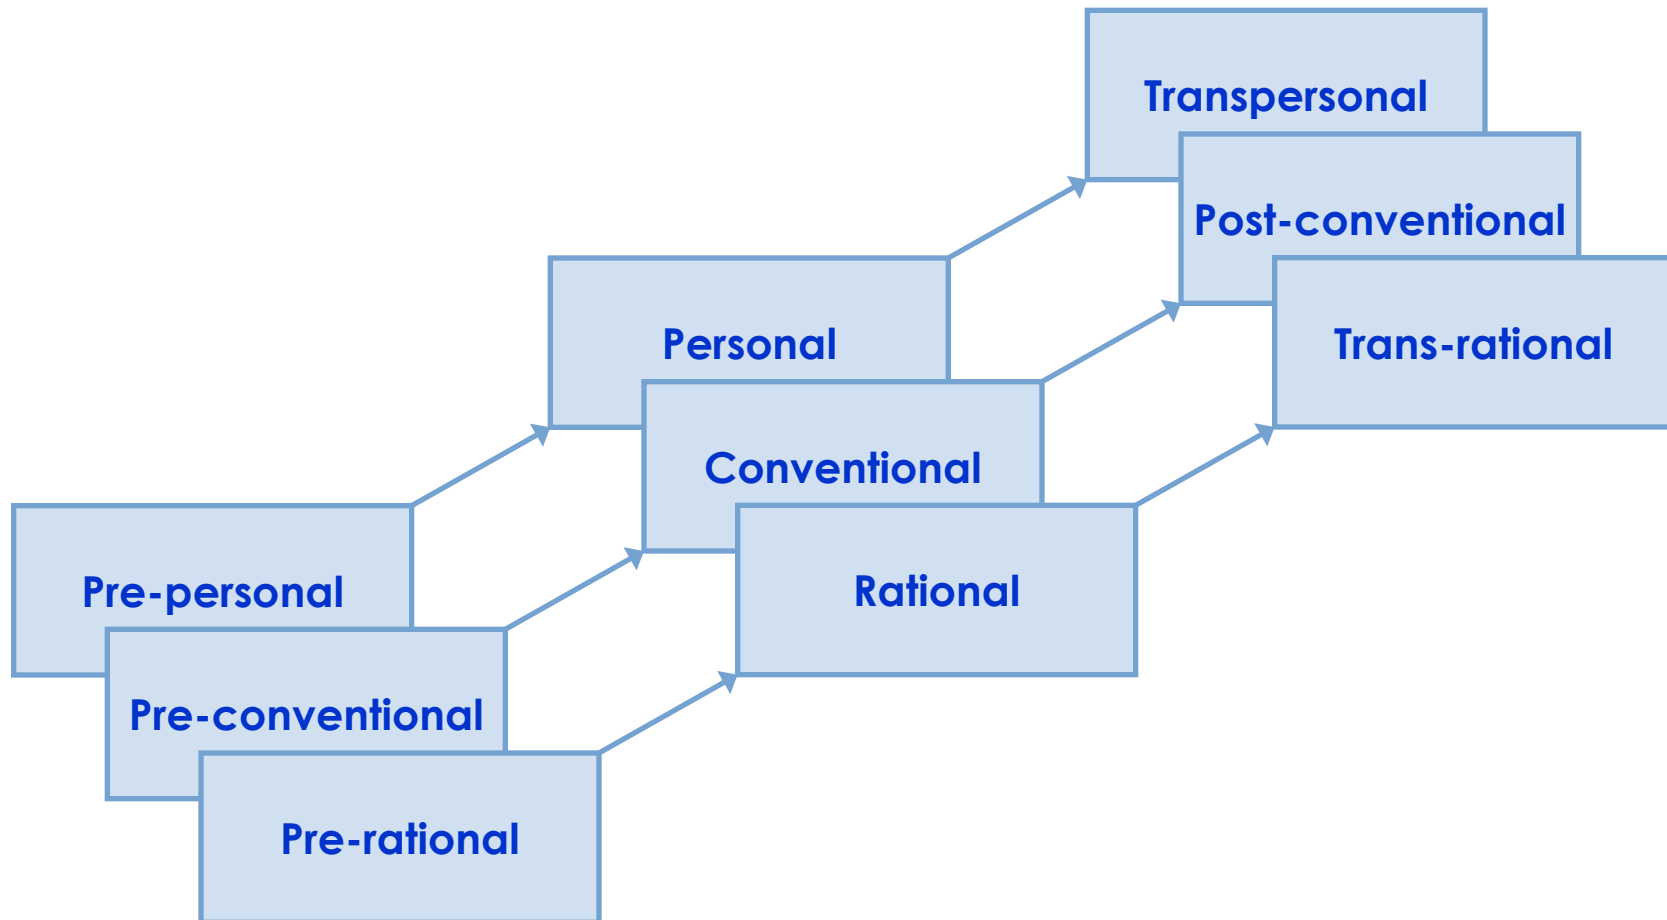 Transpersonal
Post-conventional
Trans-rational
Personal
Conventional
Rational
Pre-personal
Pre-conventional
Pre-rational